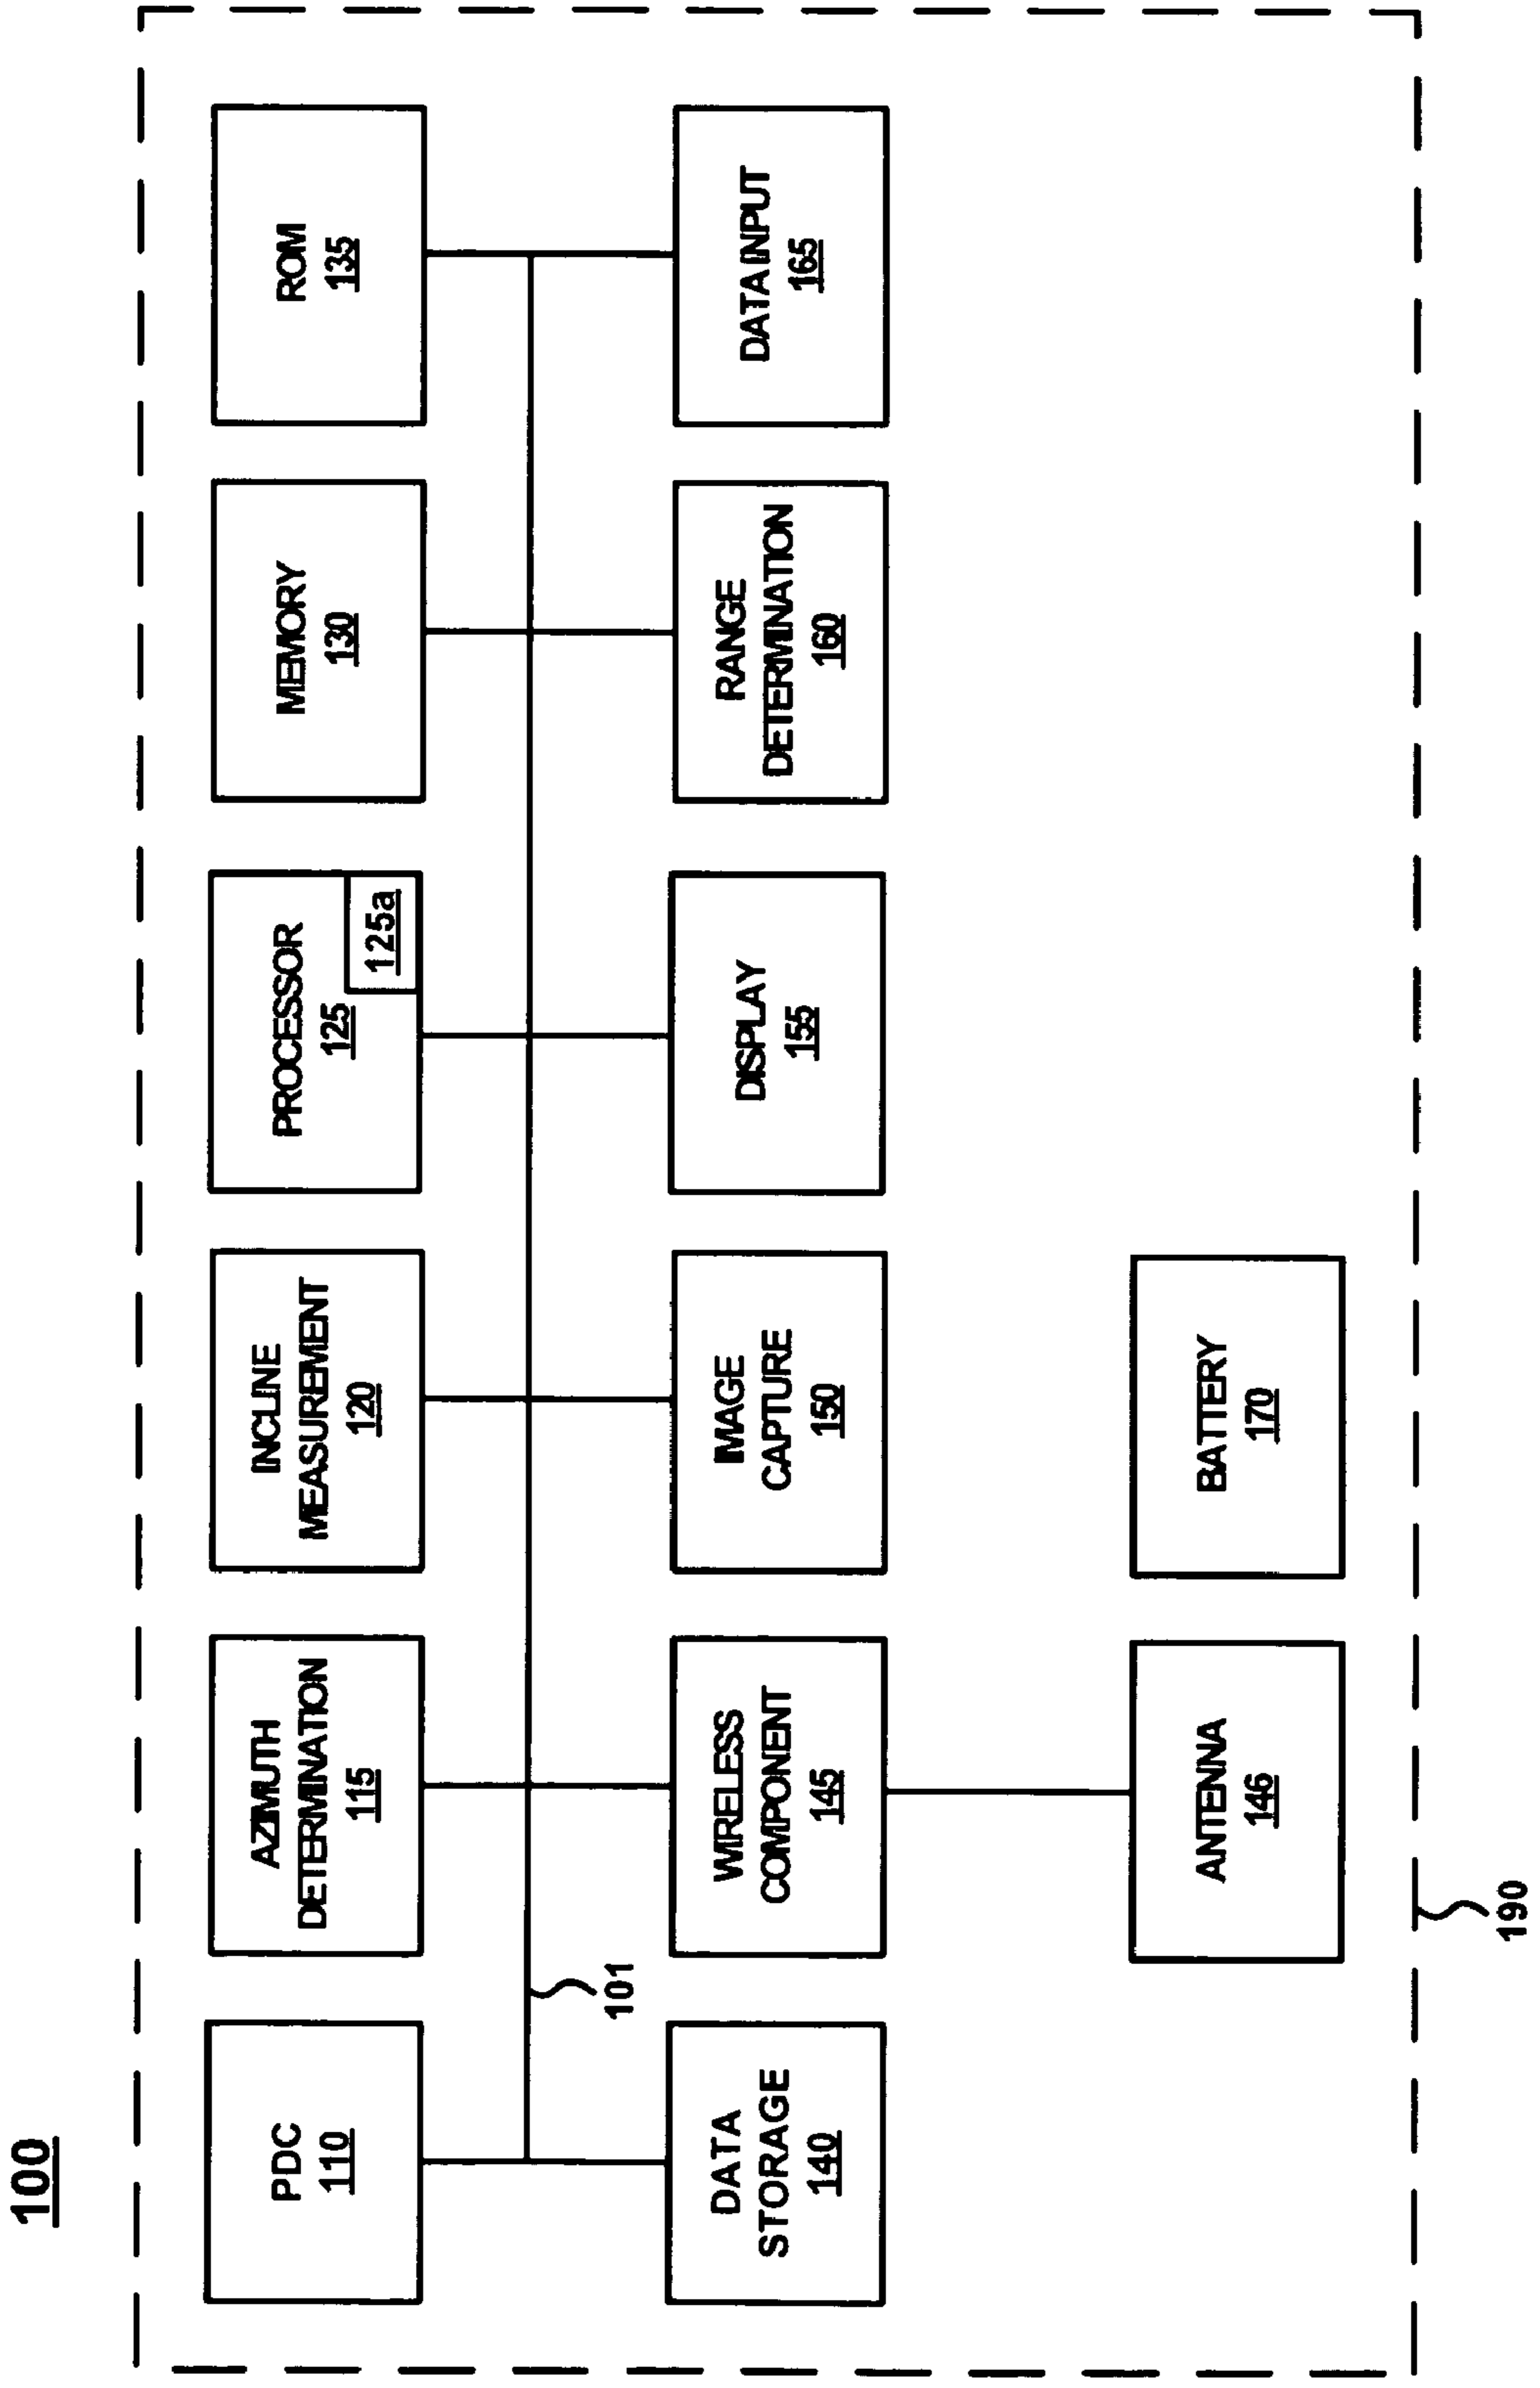 100
PDC
110
AZIMUTH
DETERMINATION
115
INCLINE
MEASUREMENT
120
PROCESSOR
125
125a
MEMORY
130
ROM
135
101
DATA
STORAGE
140
WIRELESS
COMPONENT
145
IMAGE
CAPTURE
150
DISPLAY
155
RANGE
DETERMINATION
160
DATA INPUT
165
ANTENNA
146
BATTERY
170
190